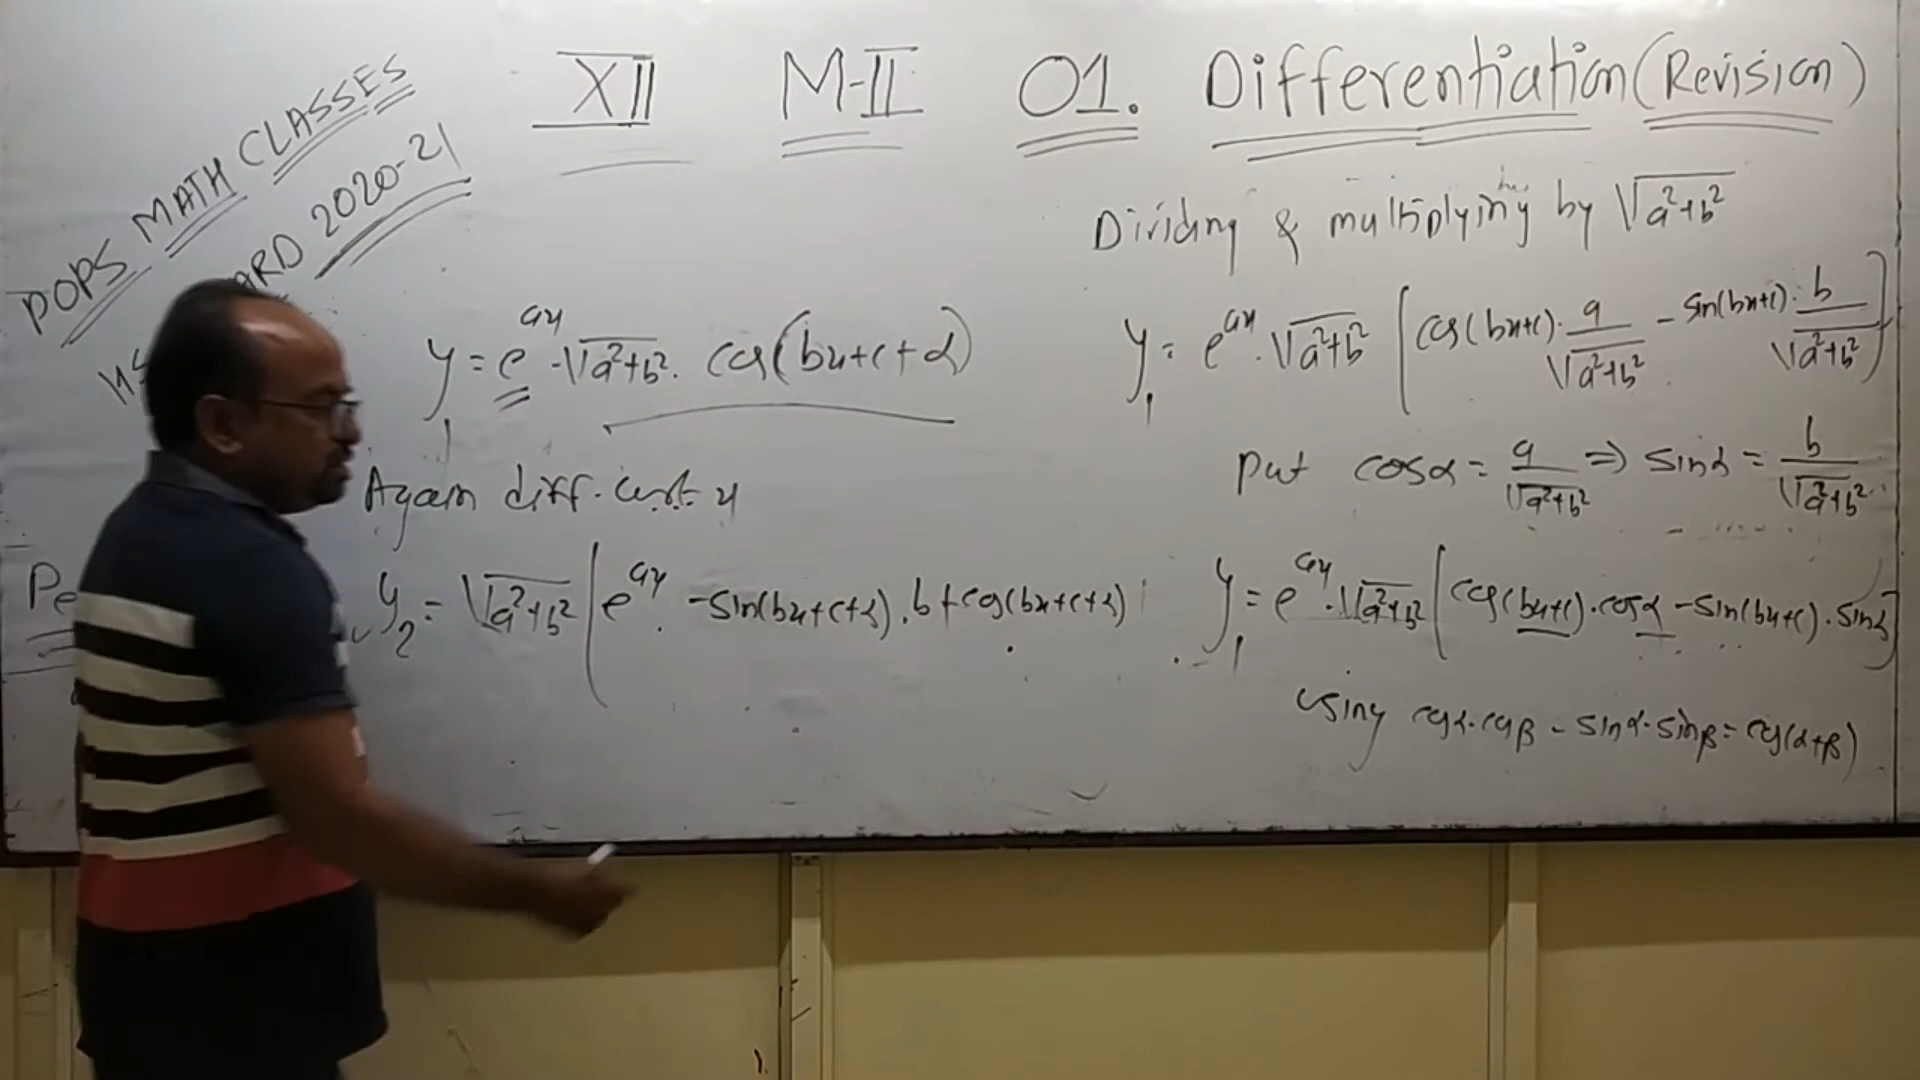 POPS MATH CLASSES
ARD 2020-21
XII M-II 01. Differentiation (Revision)
y₁ = e^ax · √a²+b² · cos(bx+c+α)
Again diff. w.r.t. x
y₂ = √a²+b² [e^ax · -sin(bx+c+α) · b + cos(bx+c+α)
Dividing & multiplying by √a²+b²
y₁ = e^ax · √a²+b² [cos(bx+c) · a/√a²+b² - sin(bx+c) · b/√a²+b²]
put cosα = a/√a²+b² ⇒ sinα = b/√a²+b²
y₁ = e^ax · √a²+b² [cos(bx+c) · cosα - sin(bx+c) · sinα]
using cosα · cosβ - sinα · sinβ = cos(α+β)